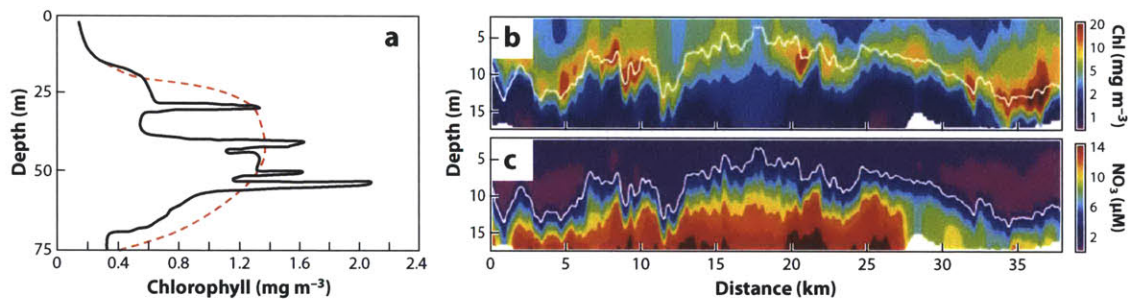 a
Depth (m)
0
25
50
75
0 0.4 0.8 1.2 1.6 2.0 2.4
Chlorophyll (mg m⁻³)
b
5
10
15
Depth (m)
20
10
5
2
1
Chl (mg m⁻³)
c
5
10
15
0 5 10 15 20 25 30 35
Distance (km)
14
10
6
2
NO₃ (μM)